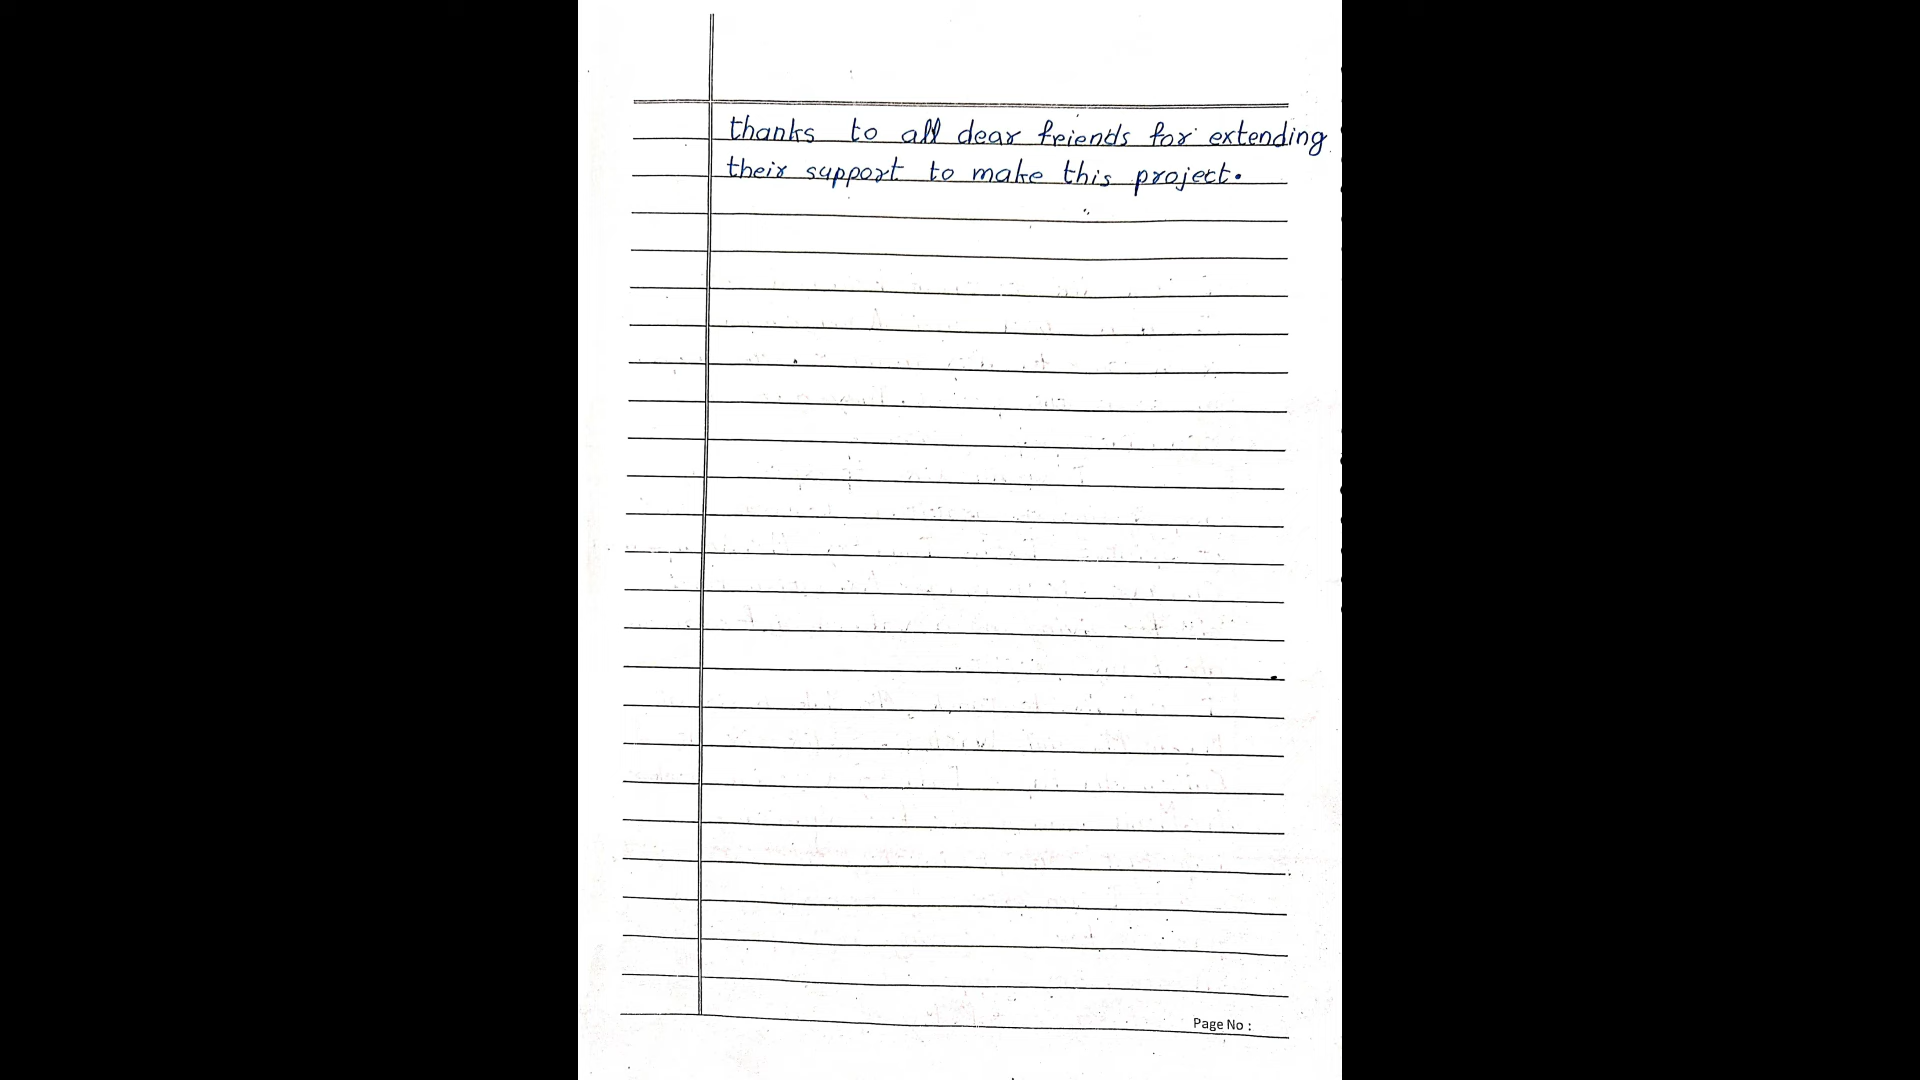 thanks to all dear friends for extending
their support to make this project.
Page No :